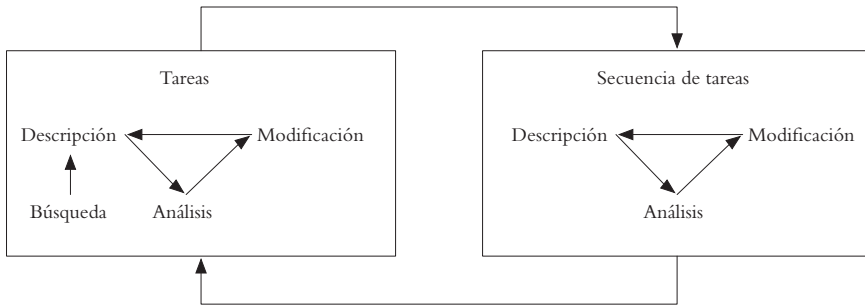 Tareas
Descripción
Modificación
Búsqueda
Análisis
Secuencia de tareas
Descripción
Modificación
Análisis